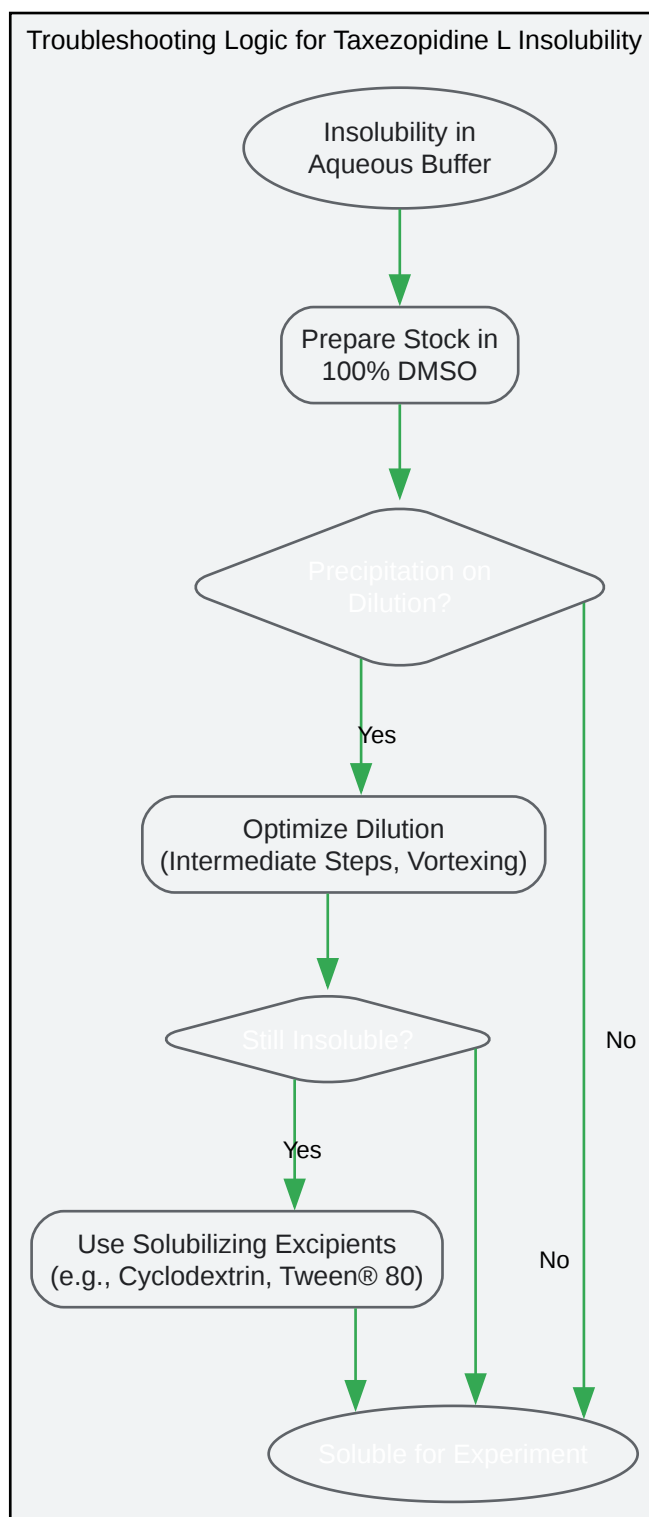 Troubleshooting Logic for Taxezopidine L Insolubility
Insolubility in
Aqueous Buffer
Prepare Stock in
100% DMSO
Precipitation on
Dilution?
Yes
Optimize Dilution
(Intermediate Steps, Vortexing)
Still Insoluble?
No
Yes
Use Solubilizing Excipients
(e.g., Cyclodextrin, Tween® 80)
No
Soluble for Experiment